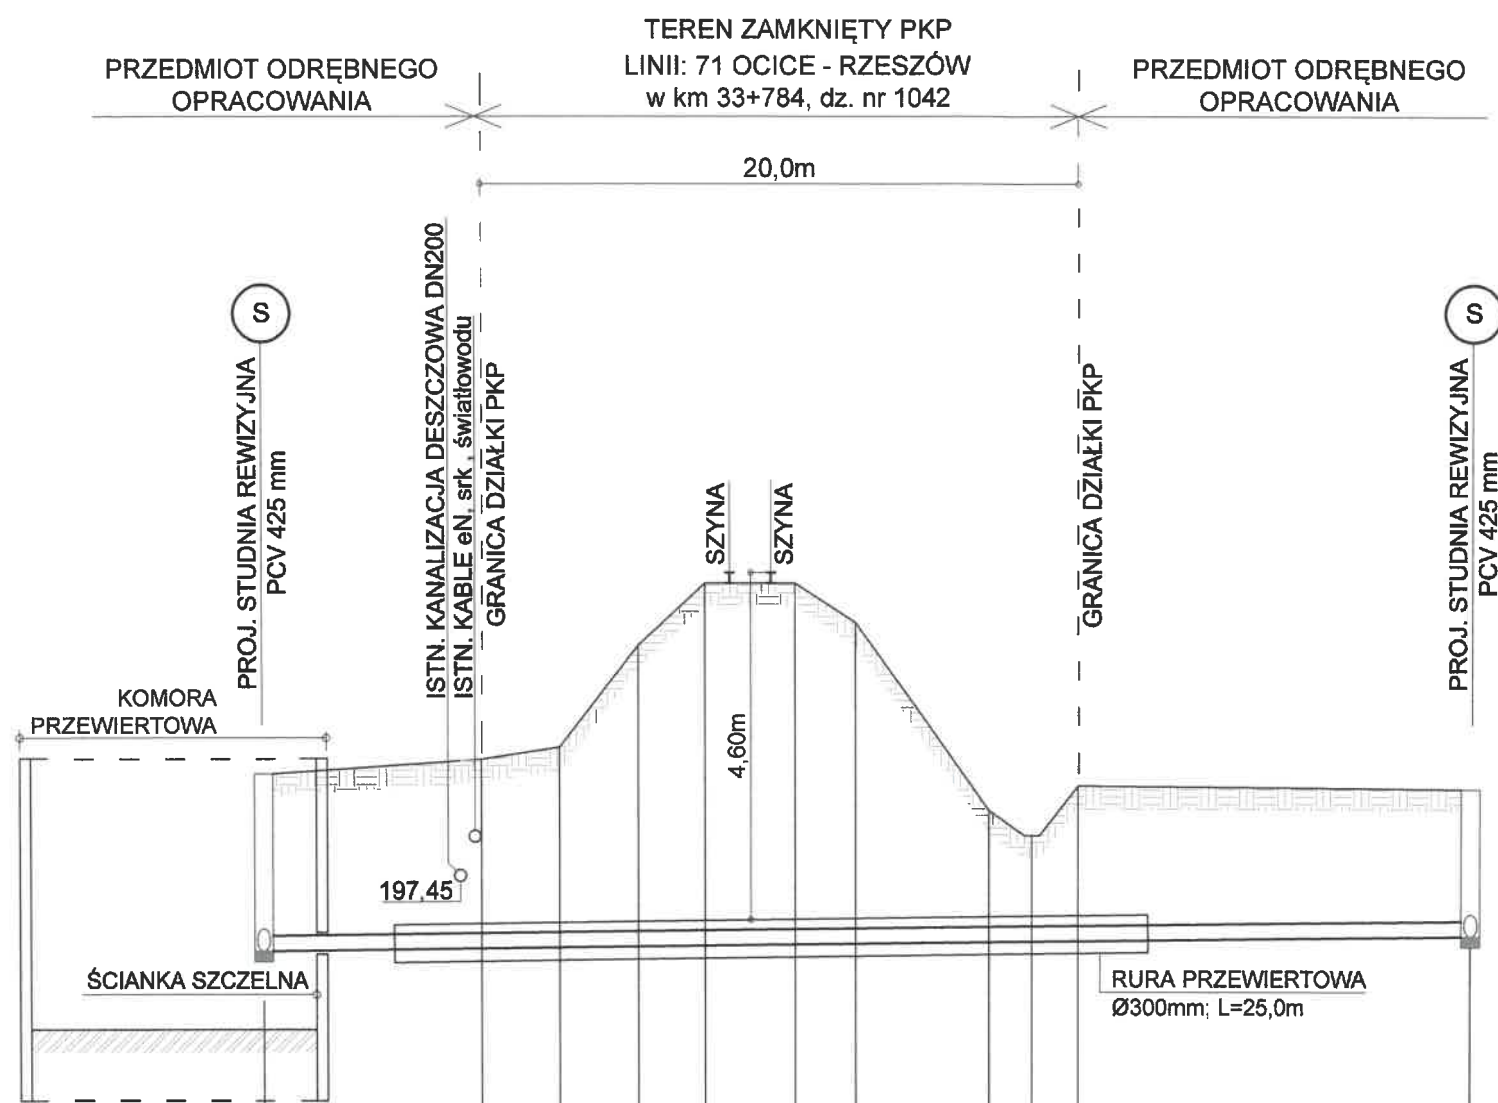 TEREN ZAMKNIĘTY PKP
LINII: 71 OCICE - RZESZÓW
w km 33+784, dz. nr 1042
PRZEDMIOT ODRĘBNEGO
OPRACOWANIA
PRZEDMIOT ODRĘBNEGO
OPRACOWANIA
20,0m
S
PROJ. STUDNIA REWIZYJNA
PCV 425 mm
ISTN. KANALIZACJA DESZCZOWA DN200
ISTN. KABLE eN, srk , światłowodu
GRANICA DZIAŁKI PKP
SZYNA
SZYNA
GRANICA DZIAŁKI PKP
S
PROJ. STUDNIA REWIZYJNA
PCV 425 mm
KOMORA
PRZEWIERTOWA
4,60m
197,45
ŚCIANKA SZCZELNA
RURA PRZEWIERTOWA
Ø300mm; L=25,0m